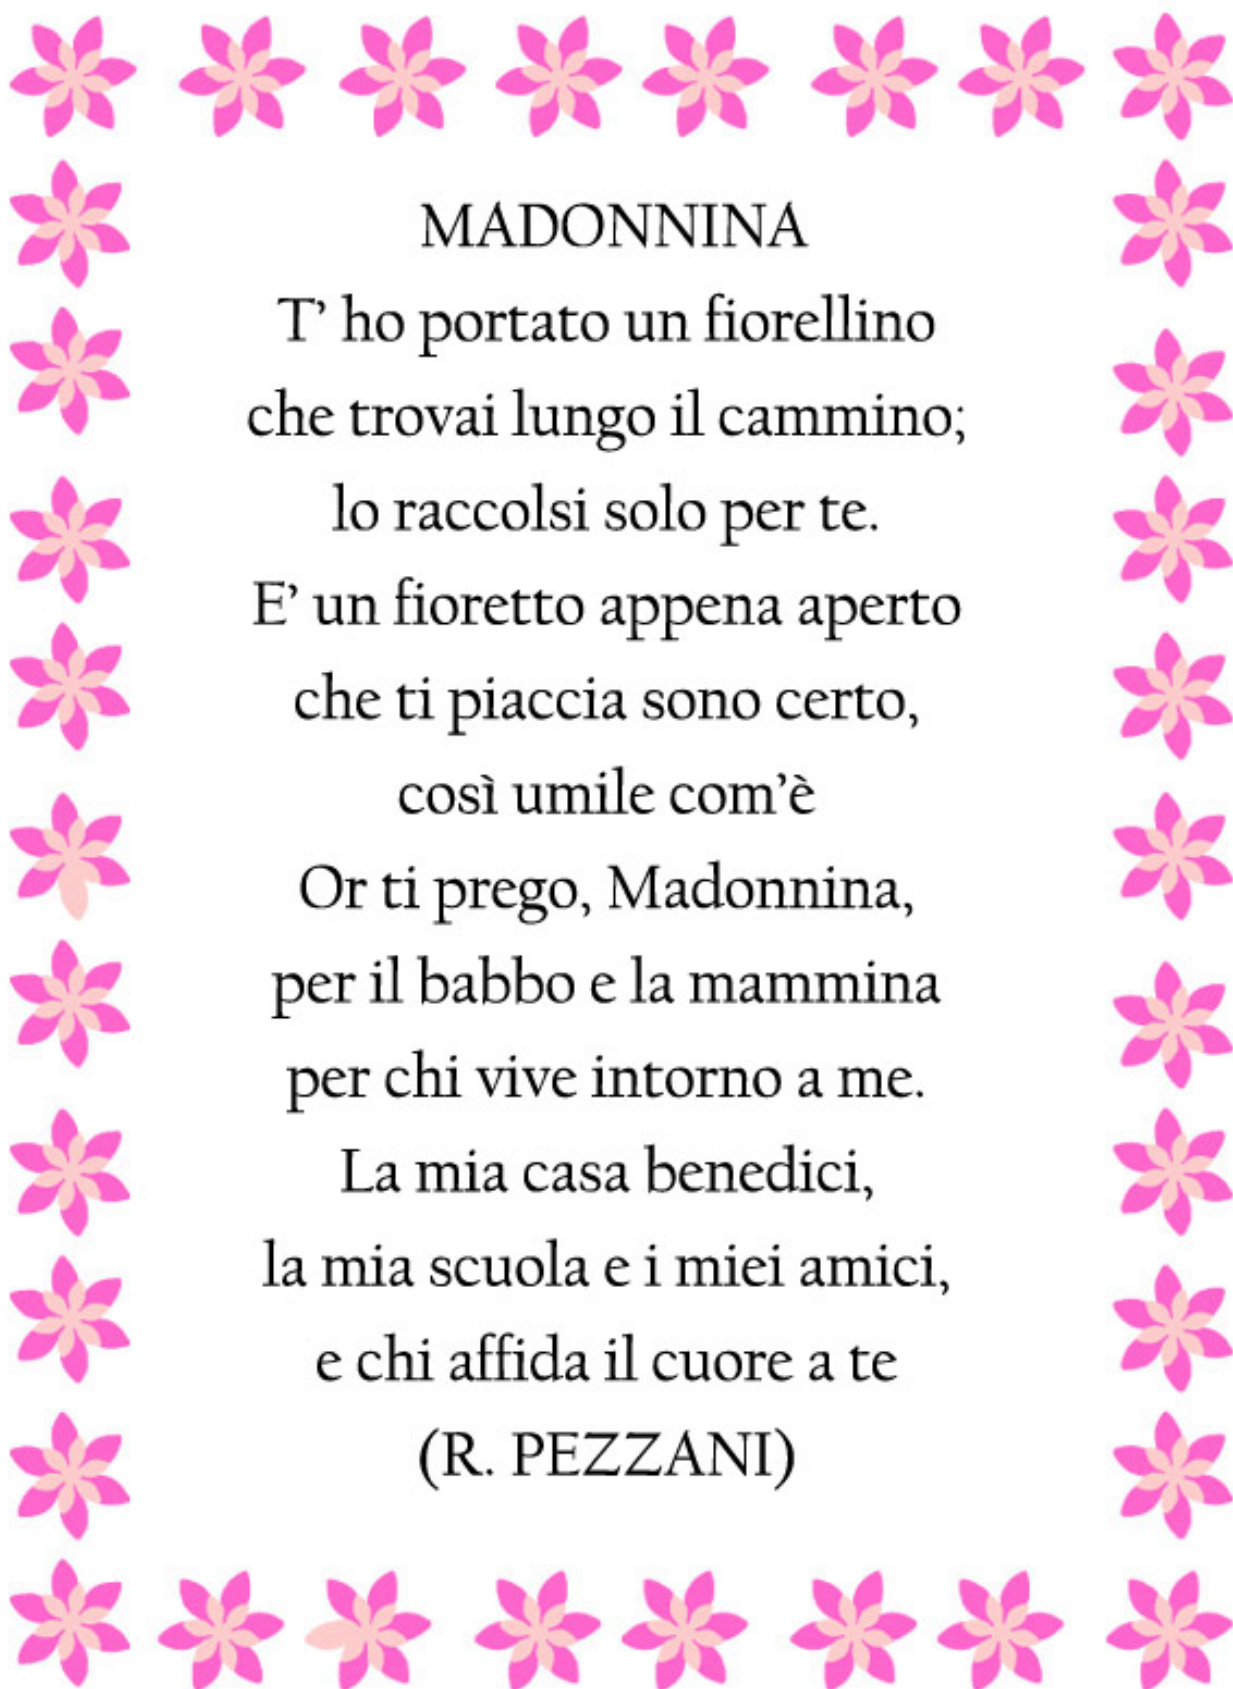 MADONNINA
T' ho portato un fiorellino
che trovai lungo il cammino;
lo raccolsi solo per te.
E' un fioretto appena aperto
che ti piaccia sono certo,
così umile com'è
Or ti prego, Madonnina,
per il babbo e la mammina
per chi vive intorno a me.
La mia casa benedici,
la mia scuola e i miei amici,
e chi affida il cuore a te
(R. PEZZANI)